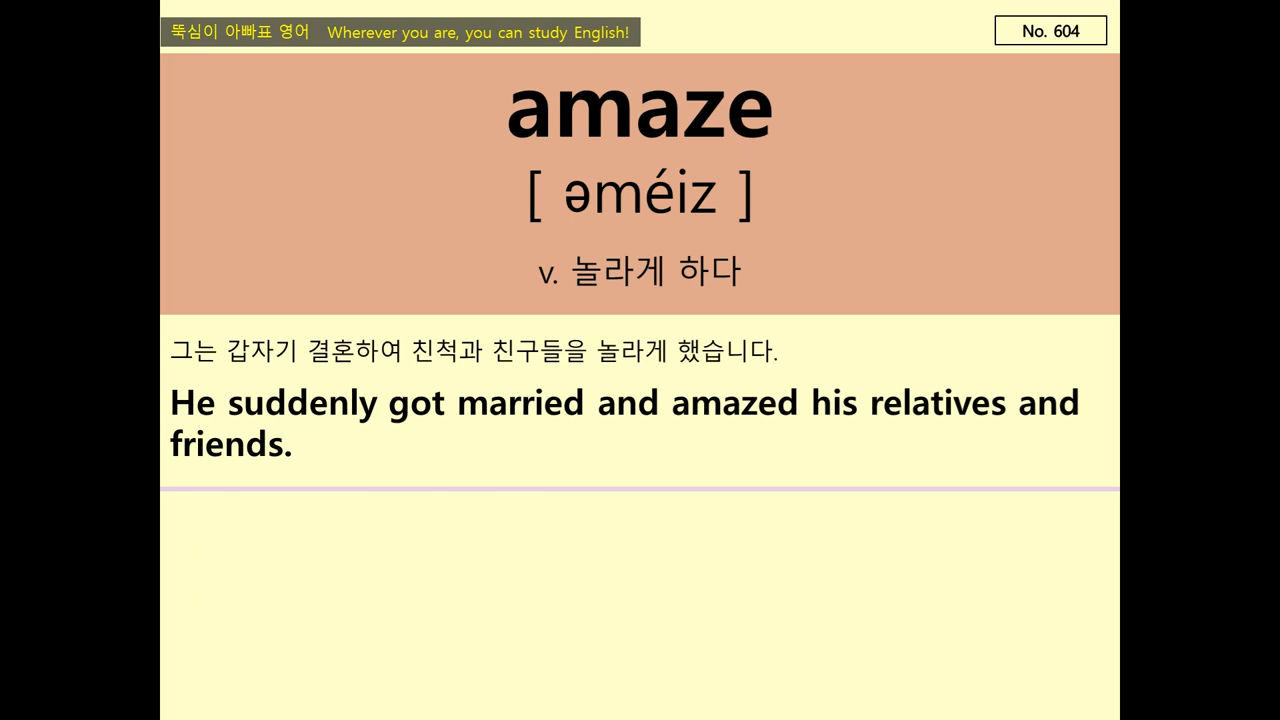 뚝심이 아빠표 영어 Wherever you are, you can study English!
No. 604
amaze
[ əméiz ]
v. 놀라게 하다
그는 갑자기 결혼하여 친척과 친구들을 놀라게 했습니다.
He suddenly got married and amazed his relatives and
friends.